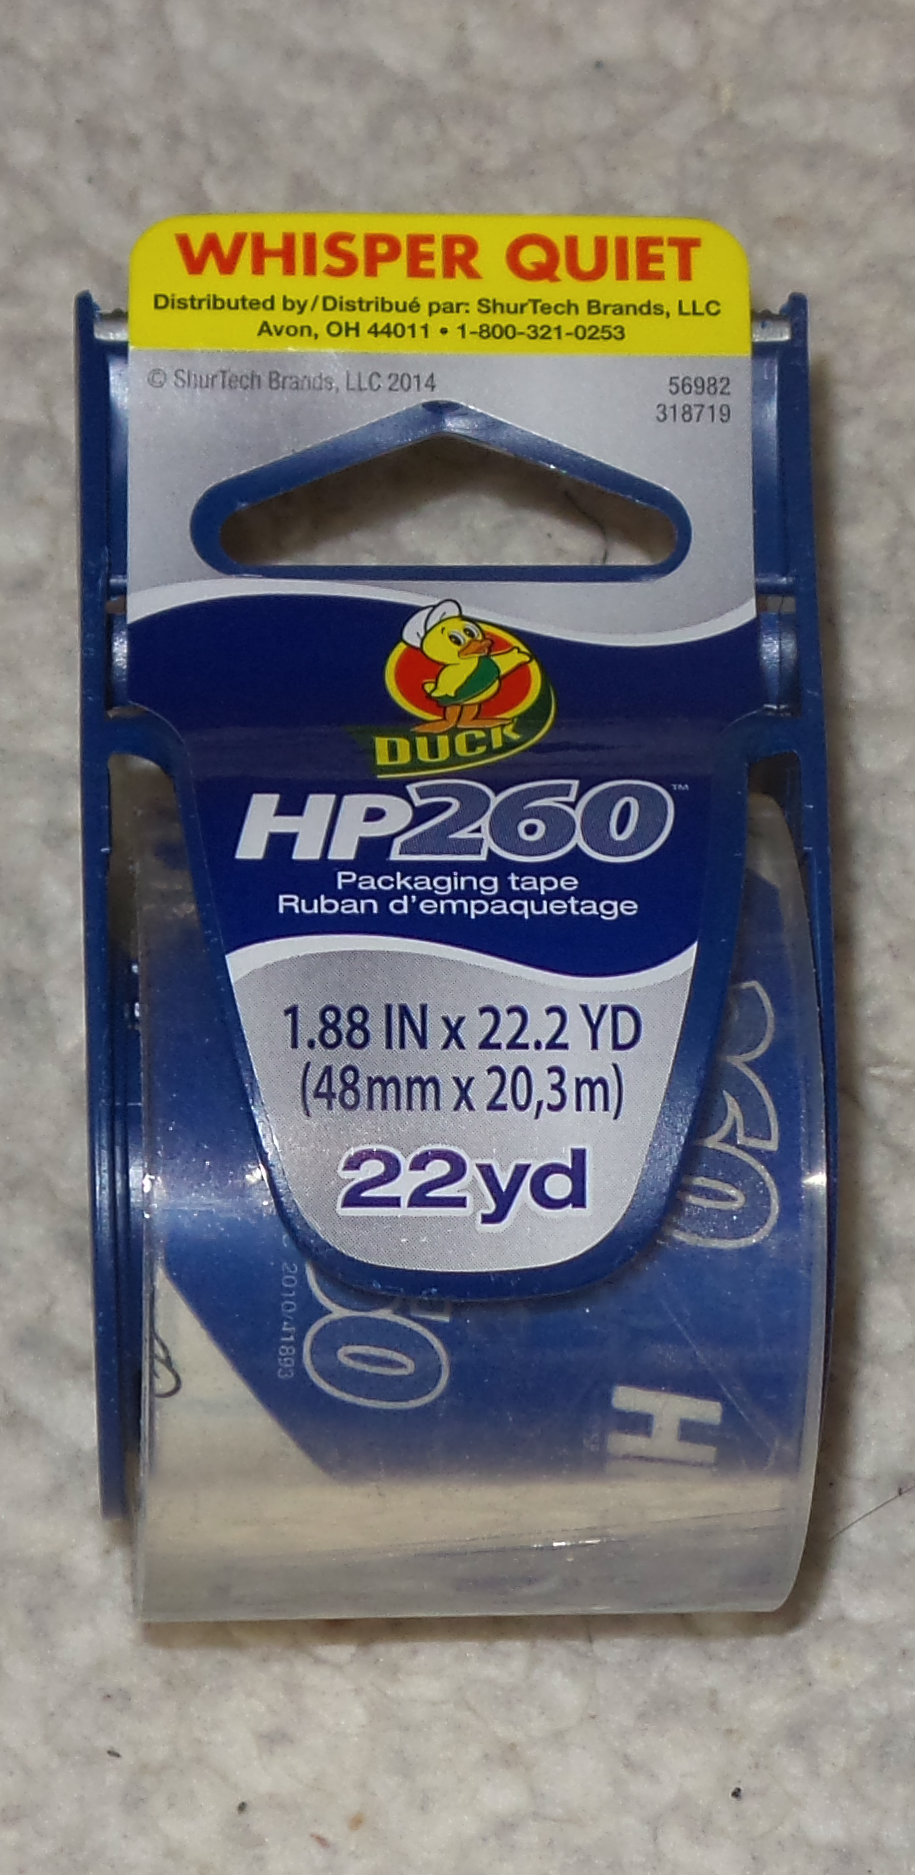 WHISPER QUIET
Distributed by/Distribué par: ShurTech Brands, LLC
Avon, OH 44011 • 1-800-321-0253
© ShurTech Brands, LLC 2014
56982
318719
DUCK
HP260™
Packaging tape
Ruban d'empaquetage
1.88 IN x 22.2 YD
(48mm x 20,3m)
22yd
H